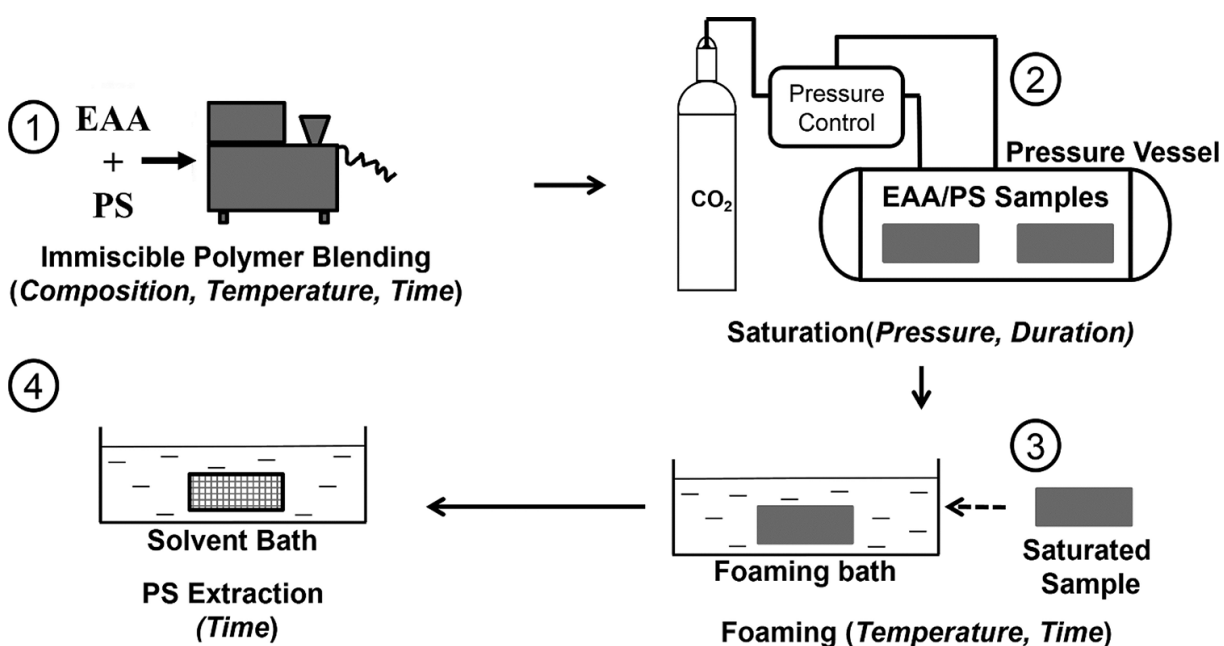 1
EAA
+
PS
Immiscible Polymer Blending
(Composition, Temperature, Time)
2
Pressure
Control
Pressure Vessel
CO₂
EAA/PS Samples
Saturation(Pressure, Duration)
3
Saturated
Sample
Foaming bath
Foaming (Temperature, Time)
4
Solvent Bath
PS Extraction
(Time)